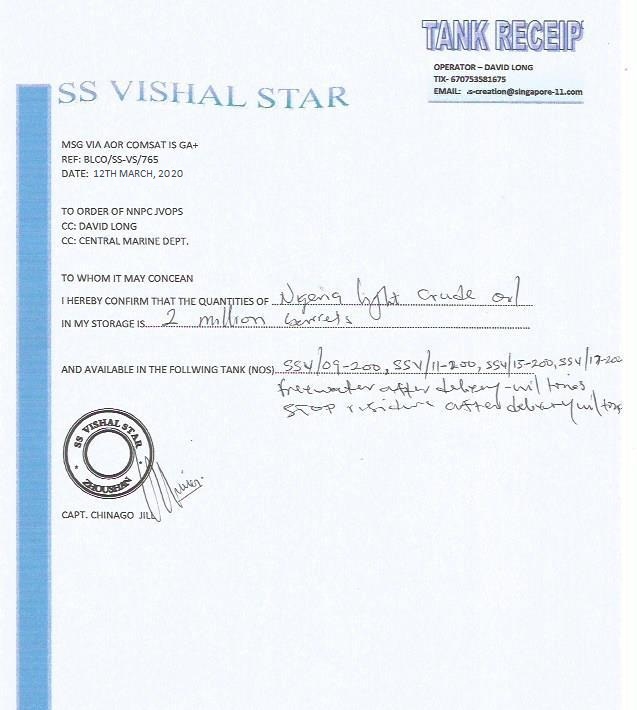 TANK RECEIP
OPERATOR – DAVID LONG
TIX- 670753581675
EMAIL: s-creation@singapore-11.com
SS VISHAL STAR
MSG VIA AOR COMSAT IS GA+
REF: BLCO/SS-VS/765
DATE: 12TH MARCH, 2020
TO ORDER OF NNPC JVOPS
CC: DAVID LONG
CC: CENTRAL MARINE DEPT.
TO WHOM IT MAY CONCEAN
I HEREBY CONFIRM THAT THE QUANTITIES OF Nigeria light crude oil
IN MY STORAGE IS 2 million barrels
AND AVAILABLE IN THE FOLLWING TANK (NOS) SSV/09-200, SSV/11-200, SSV/15-200, SSV/17-200
freewater after delivery - nil tones
STOP residure after delivery nil
SS VISHAL STAR
ZHOUSHAN
CAPT. CHINAGO JILL